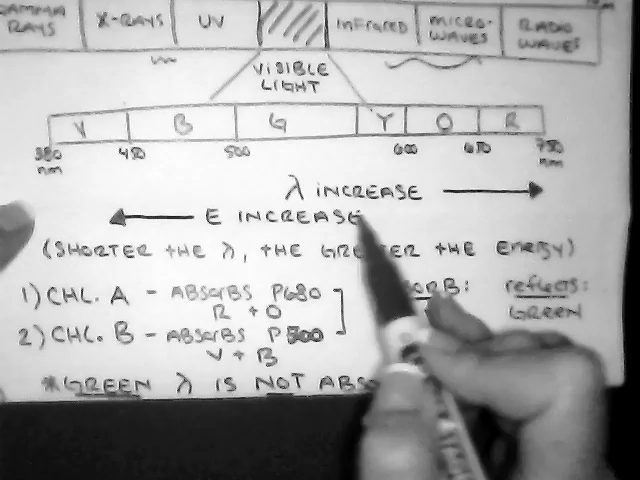 GAMMA RAYS X-RAYS UV INFRARED MICRO-WAVES RADIO WAVES
VISIBLE
LIGHT
V B G Y O R
380 nm 450 500 600 650 750 nm
λ INCREASE
E INCREASE
(SHORTER THE λ, THE GREATER THE ENERGY)
1) CHL. A - ABSORBS P680
R + O
2) CHL. B - ABSORBS P500
V + B
reflects:
GREEN
*GREEN λ IS NOT